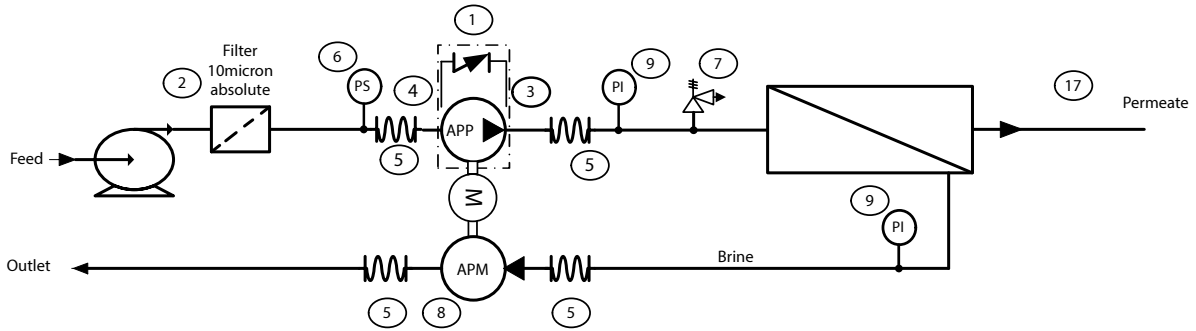 1
Filter
10micron
absolute
2
6
4
3
9
7
17
PS
PI
Permeate
APP
Feed
5
5
M
9
PI
Outlet
APM
Brine
5
8
5